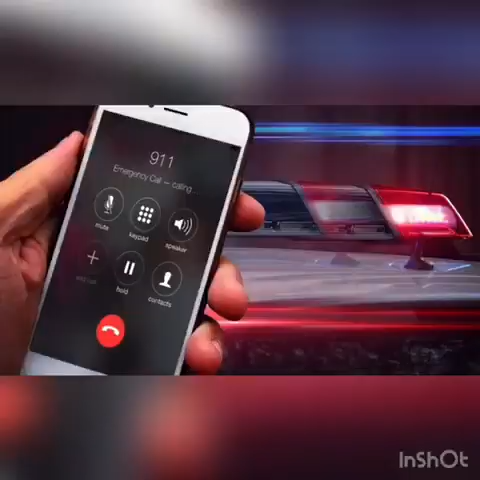 911
Emergency Call — calling
mute
keypad
speaker
hold
contacts
InShOt